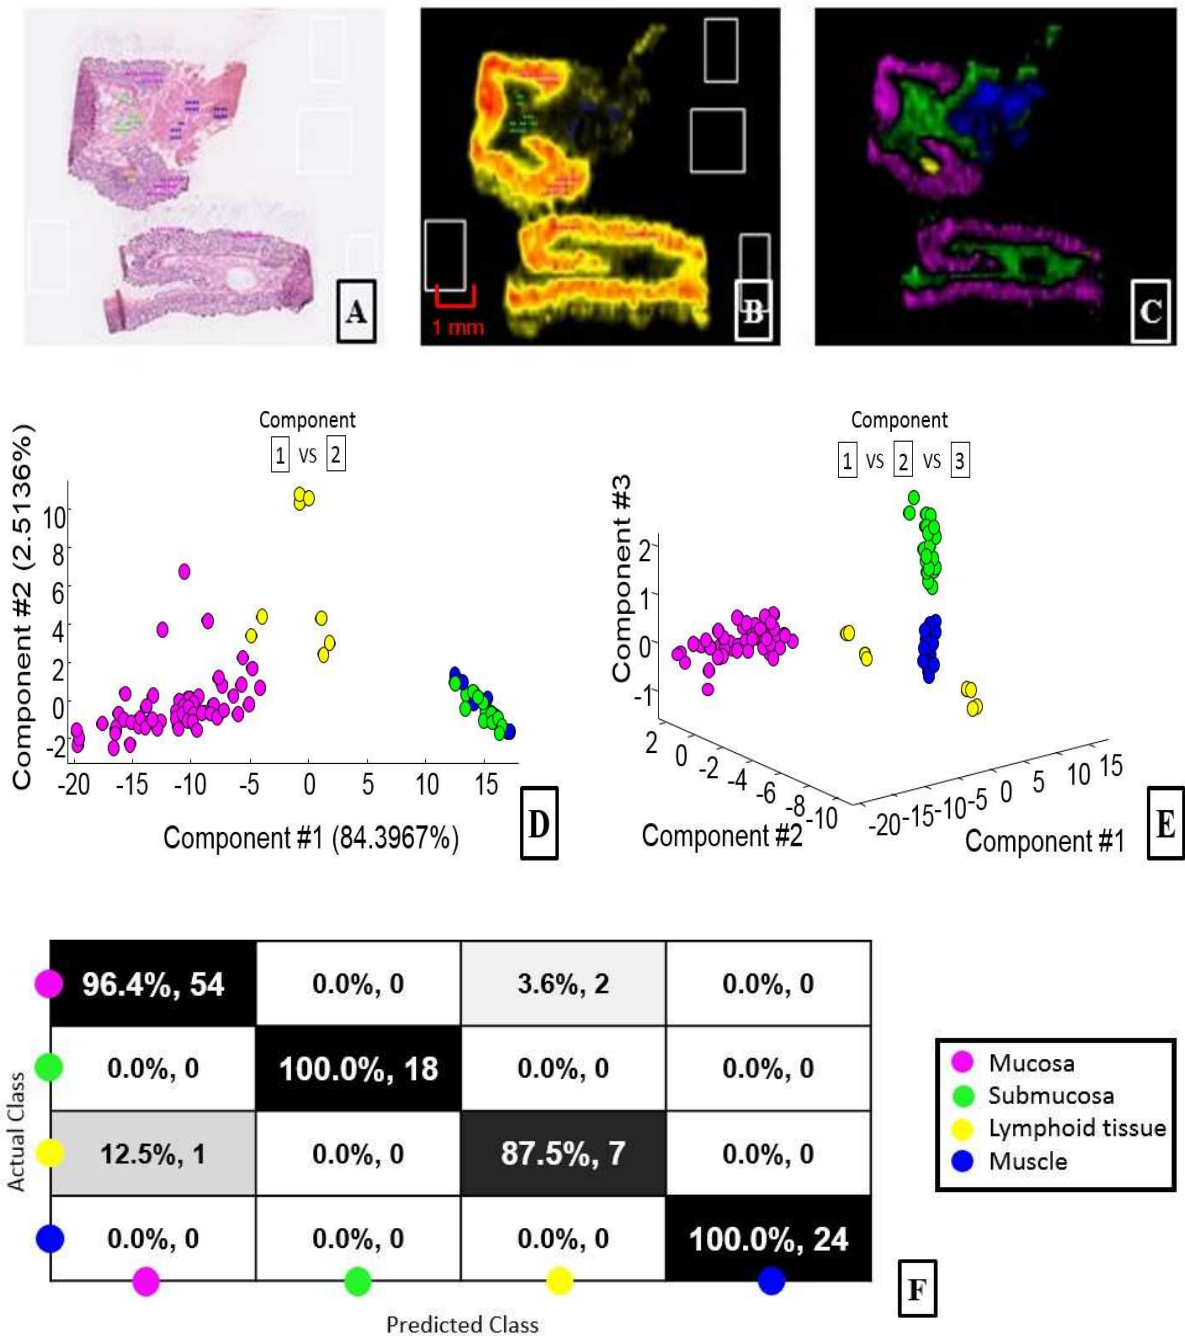 A
1 mm
B
C
Component
1 VS 2
Component #2 (2.5136%)
10
8
6
4
2
0
-2
-20 -15 -10 -5 0 5 10 15
Component #1 (84.3967%)
D
Component
1 VS 2 VS 3
Component #3
2
1
0
-1
2 0 -2 -4 -6 -8 -10
-20 -15 -10 -5 0 5 10 15
Component #2
Component #1
E
Actual Class
96.4%, 54 0.0%, 0 3.6%, 2 0.0%, 0
0.0%, 0 100.0%, 18 0.0%, 0 0.0%, 0
12.5%, 1 0.0%, 0 87.5%, 7 0.0%, 0
0.0%, 0 0.0%, 0 0.0%, 0 100.0%, 24
Predicted Class
F
Mucosa
Submucosa
Lymphoid tissue
Muscle